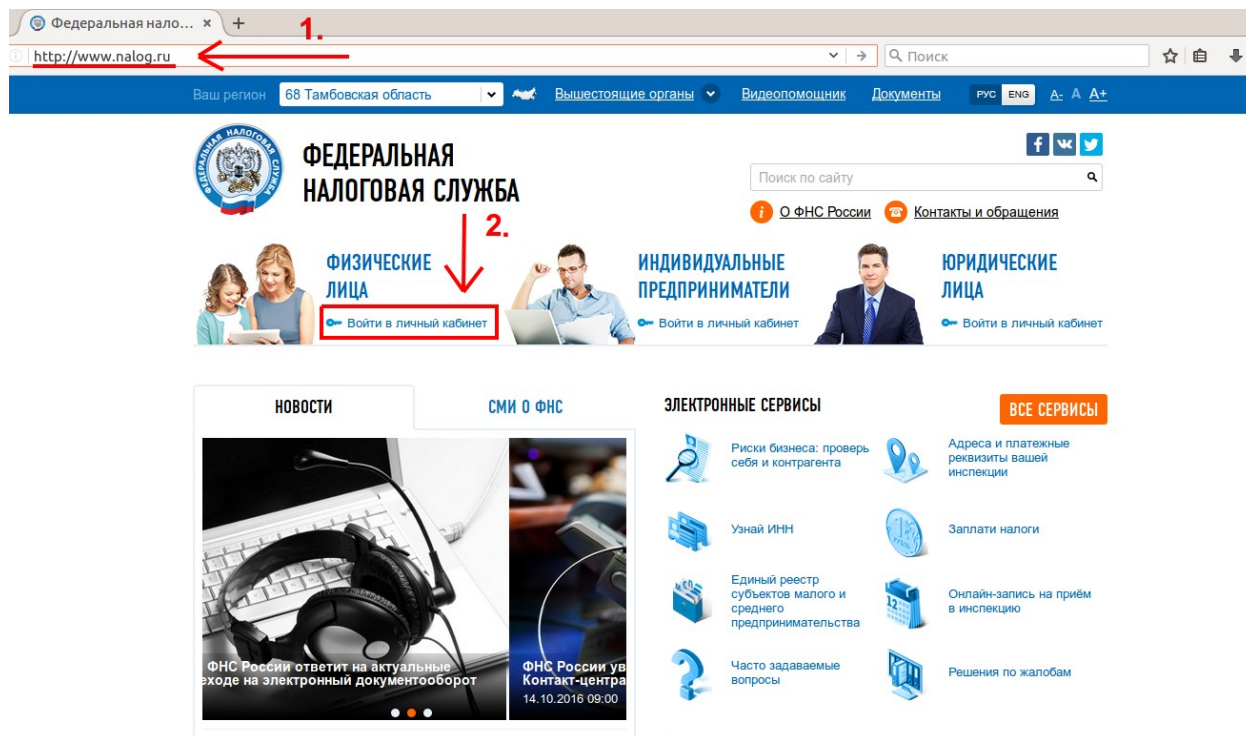 Федеральная нало... × +
1.
http://www.nalog.ru
Поиск
Ваш регион 68 Тамбовская область Вышестоящие органы Видеопомощник Документы РУС ENG A- A A+
ФЕДЕРАЛЬНАЯ НАЛОГОВАЯ СЛУЖБА
ФЕДЕРАЛЬНАЯ
НАЛОГОВАЯ СЛУЖБА
Поиск по сайту
О ФНС России Контакты и обращения
2.
ФИЗИЧЕСКИЕ
ЛИЦА
Войти в личный кабинет
ИНДИВИДУАЛЬНЫЕ
ПРЕДПРИНИМАТЕЛИ
Войти в личный кабинет
ЮРИДИЧЕСКИЕ
ЛИЦА
Войти в личный кабинет
НОВОСТИ
СМИ О ФНС
ФНС России ответит на актуальные
еходе на электронный документооборот
ФНС России ув
Контакт-центра
14.10.2016 09:00
ЭЛЕКТРОННЫЕ СЕРВИСЫ
ВСЕ СЕРВИСЫ
Риски бизнеса: проверь
себя и контрагента
Адреса и платежные
реквизиты вашей
инспекции
Узнай ИНН
Заплати налоги
Единый реестр
субъектов малого и
среднего
предпринимательства
12
Онлайн-запись на приём
в инспекцию
Часто задаваемые
вопросы
Решения по жалобам